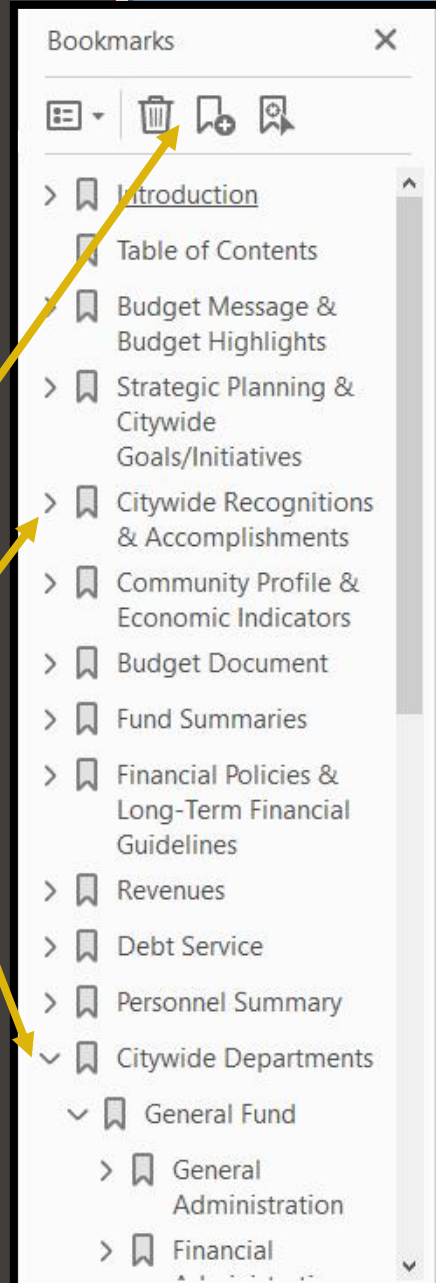 Bookmarks
Introduction
Table of Contents
Budget Message &
Budget Highlights
Strategic Planning &
Citywide
Goals/Initiatives
Citywide Recognitions
& Accomplishments
Community Profile &
Economic Indicators
Budget Document
Fund Summaries
Financial Policies &
Long-Term Financial
Guidelines
Revenues
Debt Service
Personnel Summary
Citywide Departments
General Fund
General
Administration
Financial